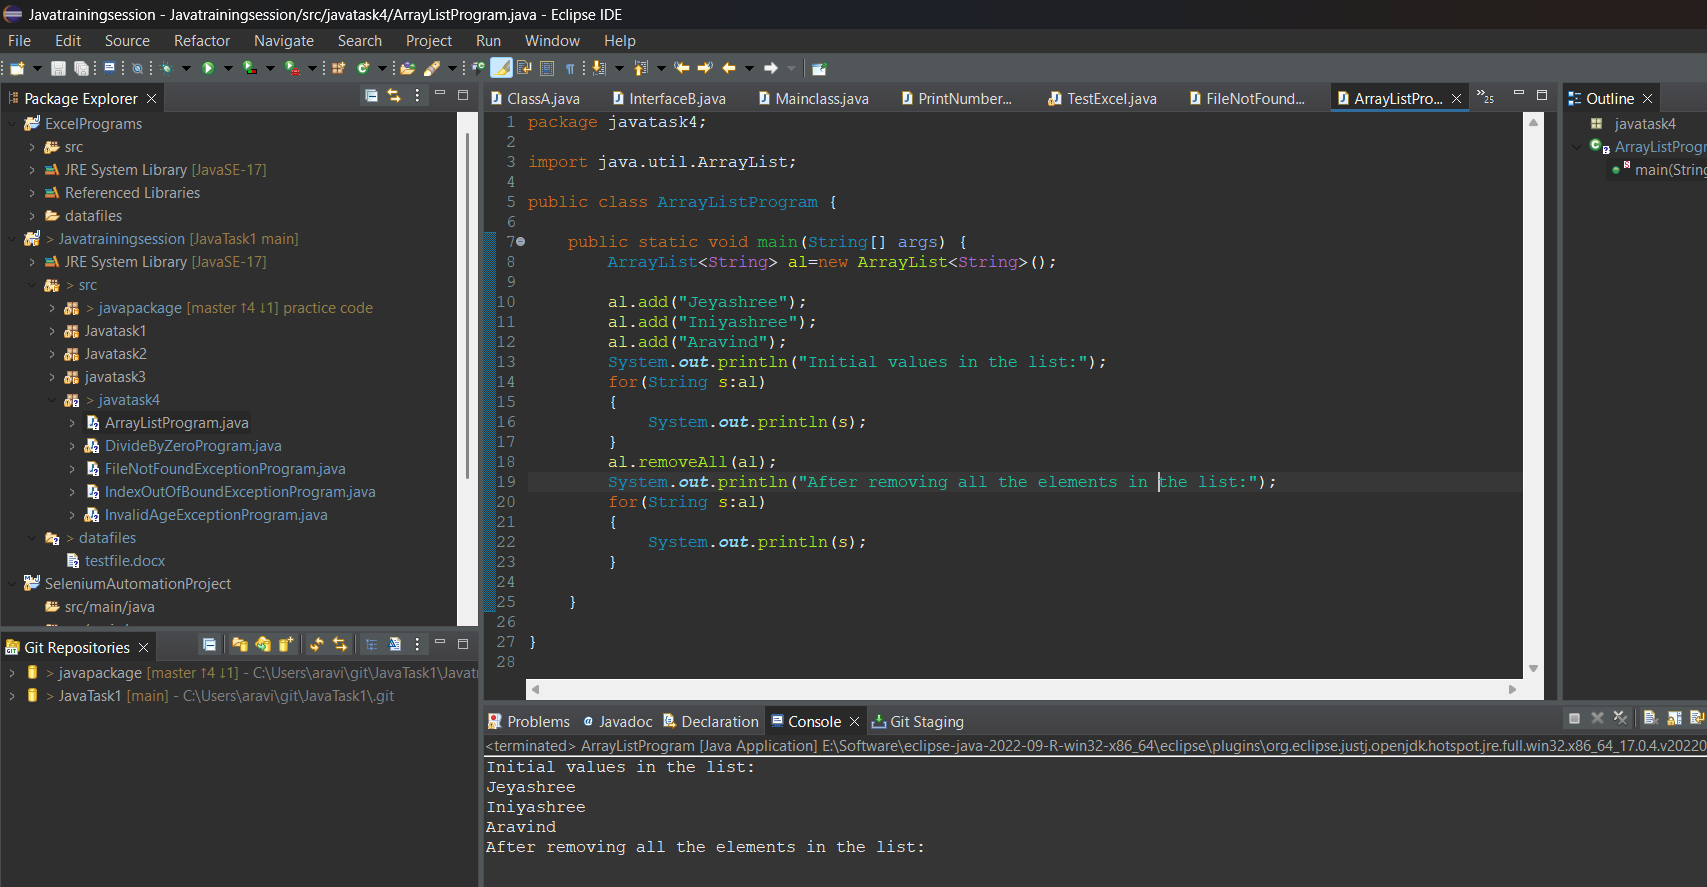 Javatrainingsession - Javatrainingsession/src/javatask4/ArrayListProgram.java - Eclipse IDE
File Edit Source Refactor Navigate Search Project Run Window Help
Package Explorer
ExcelPrograms
src
JRE System Library [JavaSE-17]
Referenced Libraries
datafiles
> Javatrainingsession [JavaTask1 main]
JRE System Library [JavaSE-17]
> src
> javapackage [master ↑4 ↓1] practice code
Javatask1
Javatask2
javatask3
> javatask4
ArrayListProgram.java
DivideByZeroProgram.java
FileNotFoundExceptionProgram.java
IndexOutOfBoundExceptionProgram.java
InvalidAgeExceptionProgram.java
> datafiles
testfile.docx
SeleniumAutomationProject
src/main/java
Git Repositories
> javapackage [master ↑4 ↓1] - C:\Users\aravi\git\JavaTask1\Javatr
> JavaTask1 [main] - C:\Users\aravi\git\JavaTask1\.git
ClassA.java InterfaceB.java Mainclass.java PrintNumber... TestExcel.java FileNotFound... ArrayListPro... »25
1 package javatask4;
2
3 import java.util.ArrayList;
4
5 public class ArrayListProgram {
6
7 public static void main(String[] args) {
8 ArrayList<String> al=new ArrayList<String>();
9
10 al.add("Jeyashree");
11 al.add("Iniyashree");
12 al.add("Aravind");
13 System.out.println("Initial values in the list:");
14 for(String s:al)
15 {
16 System.out.println(s);
17 }
18 al.removeAll(al);
19 System.out.println("After removing all the elements in the list:");
20 for(String s:al)
21 {
22 System.out.println(s);
23 }
24
25 }
26
27 }
28
Outline
javatask4
ArrayListProgr
main(String
Problems Javadoc Declaration Console Git Staging
<terminated> ArrayListProgram [Java Application] E:\Software\eclipse-java-2022-09-R-win32-x86_64\eclipse\plugins\org.eclipse.justj.openjdk.hotspot.jre.full.win32.x86_64_17.0.4.v20220
Initial values in the list:
Jeyashree
Iniyashree
Aravind
After removing all the elements in the list: